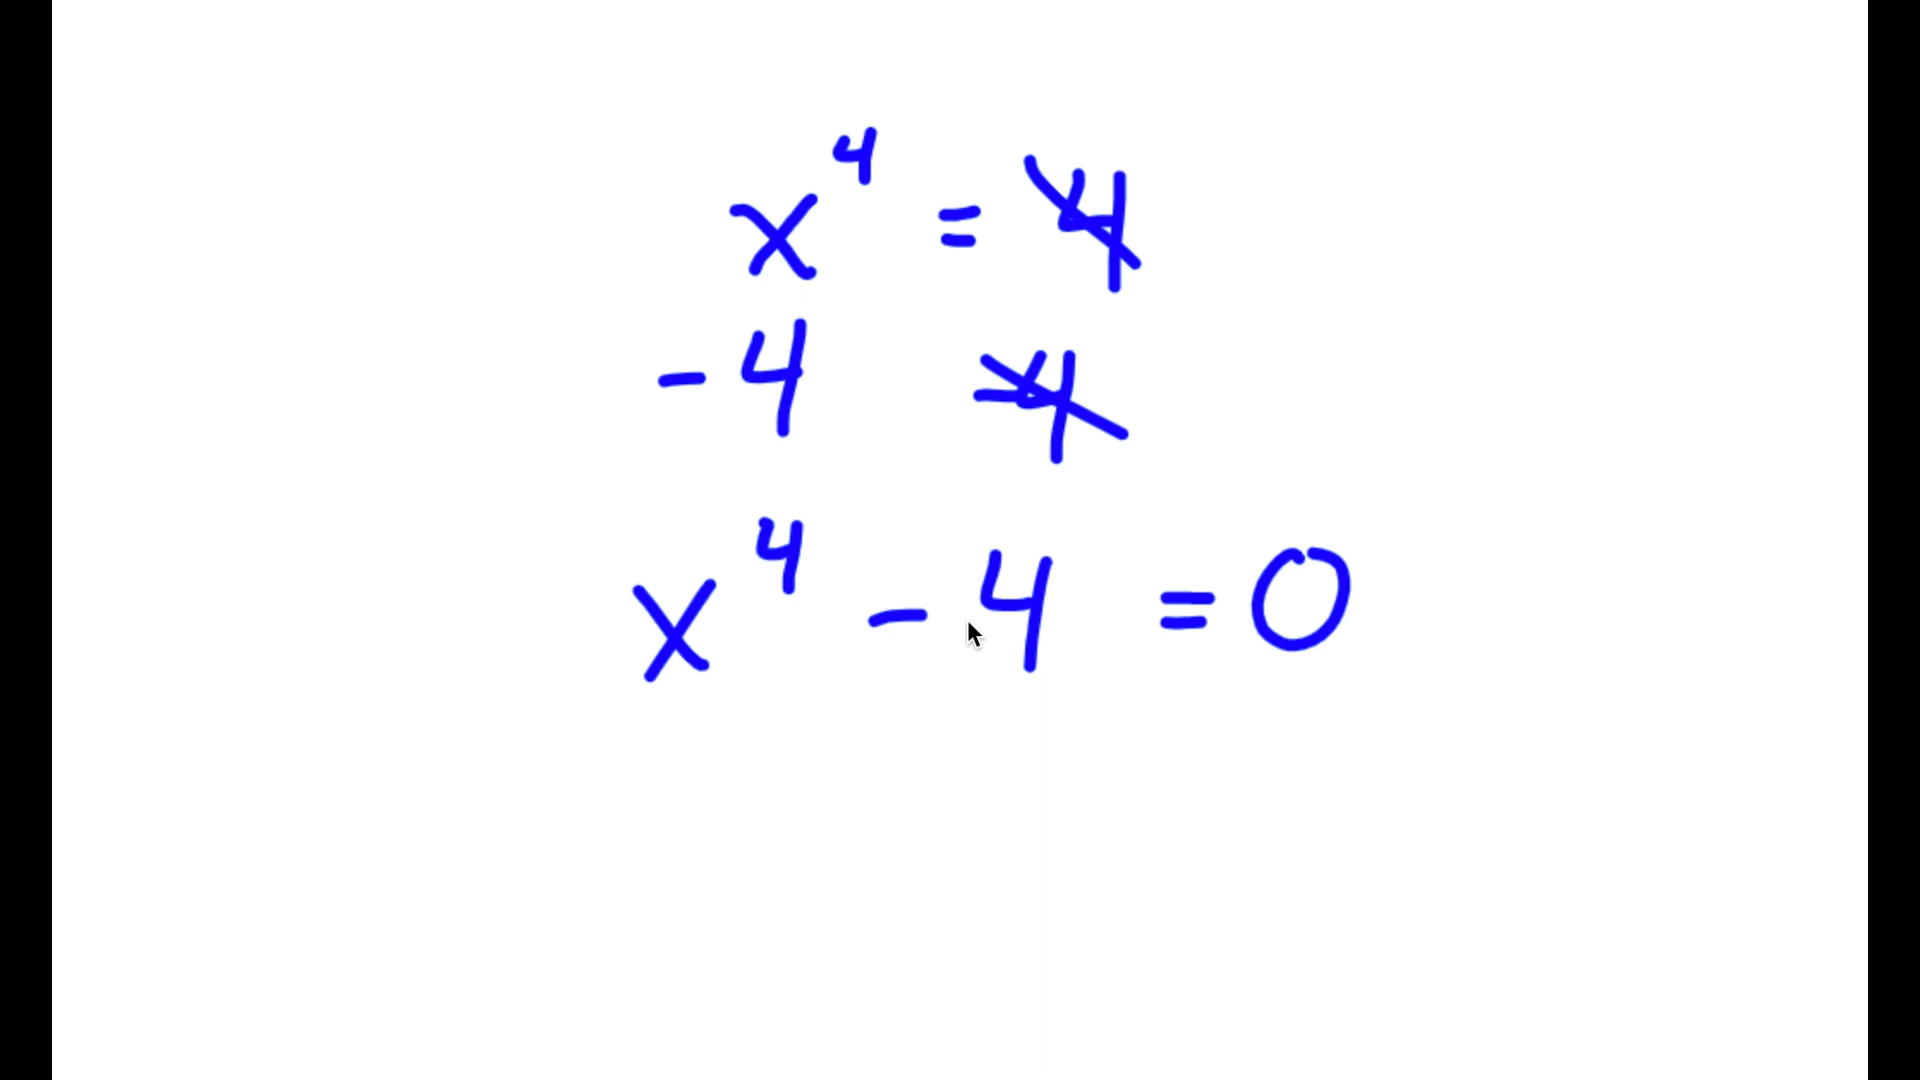 x⁴ = 4
- 4 - 4
x⁴ - 4 = 0